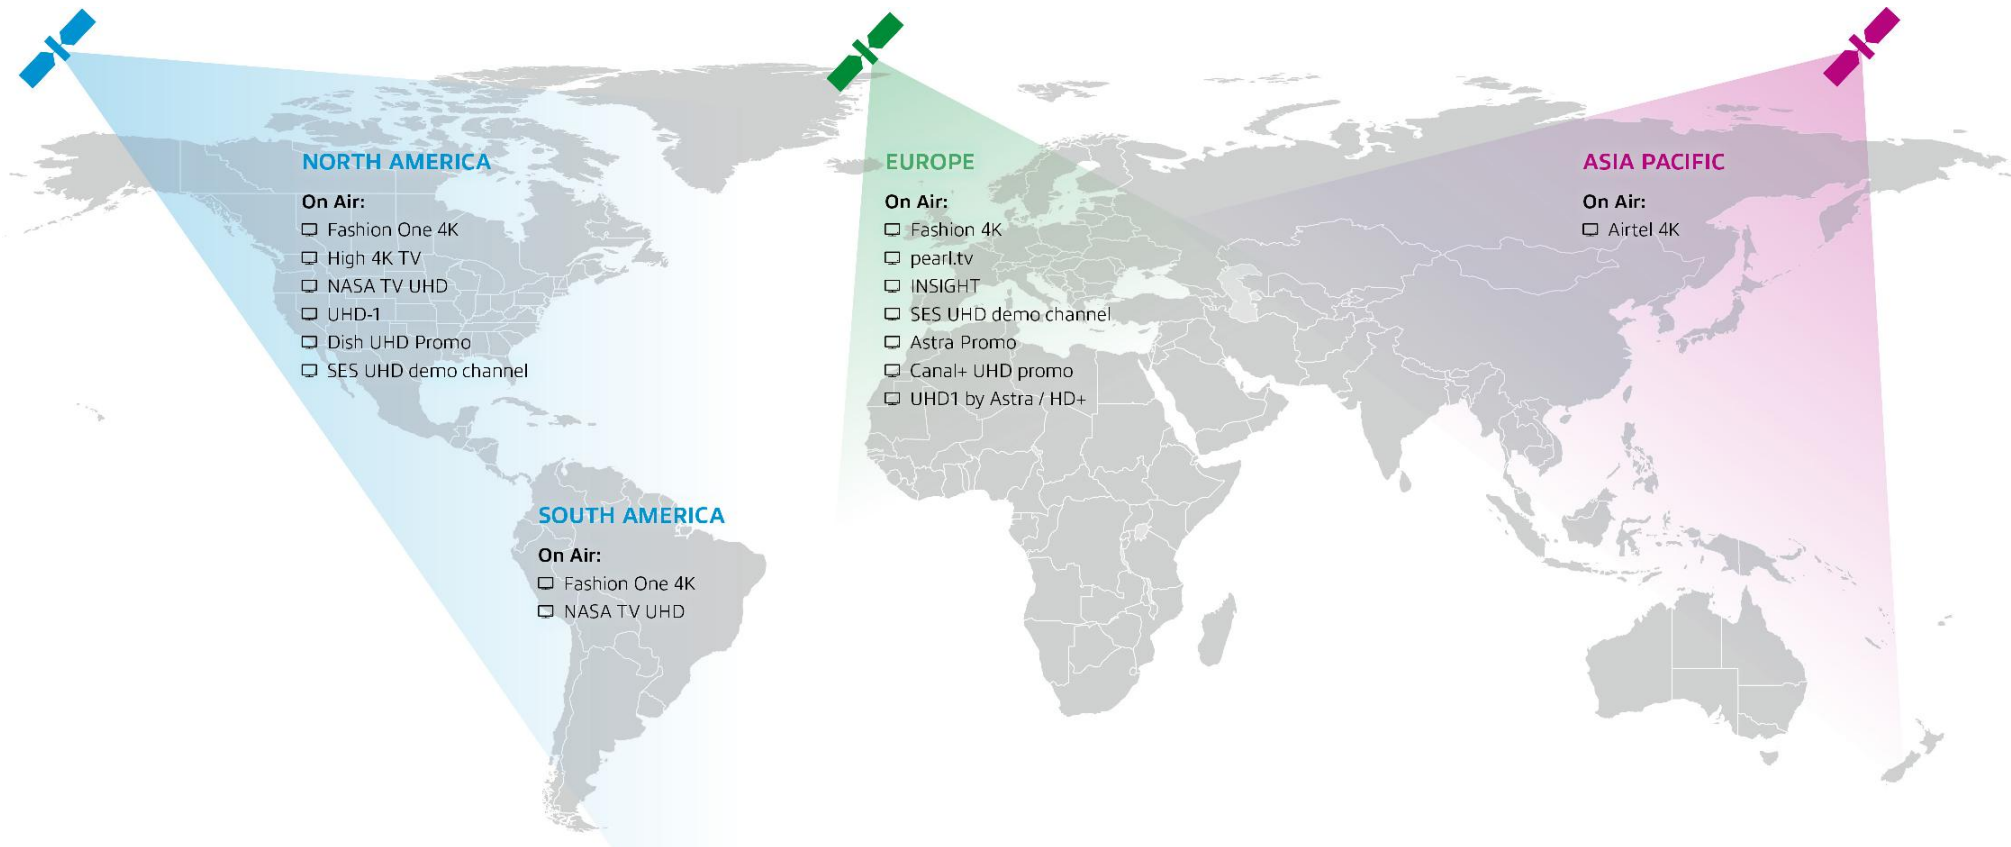 NORTH AMERICA
On Air:
Fashion One 4K
High 4K TV
NASA TV UHD
UHD-1
Dish UHD Promo
SES UHD demo channel
SOUTH AMERICA
On Air:
Fashion One 4K
NASA TV UHD
EUROPE
On Air:
Fashion 4K
pearl.tv
INSIGHT
SES UHD demo channel
Astra Promo
Canal+ UHD promo
UHD1 by Astra / HD+
ASIA PACIFIC
On Air:
Airtel 4K